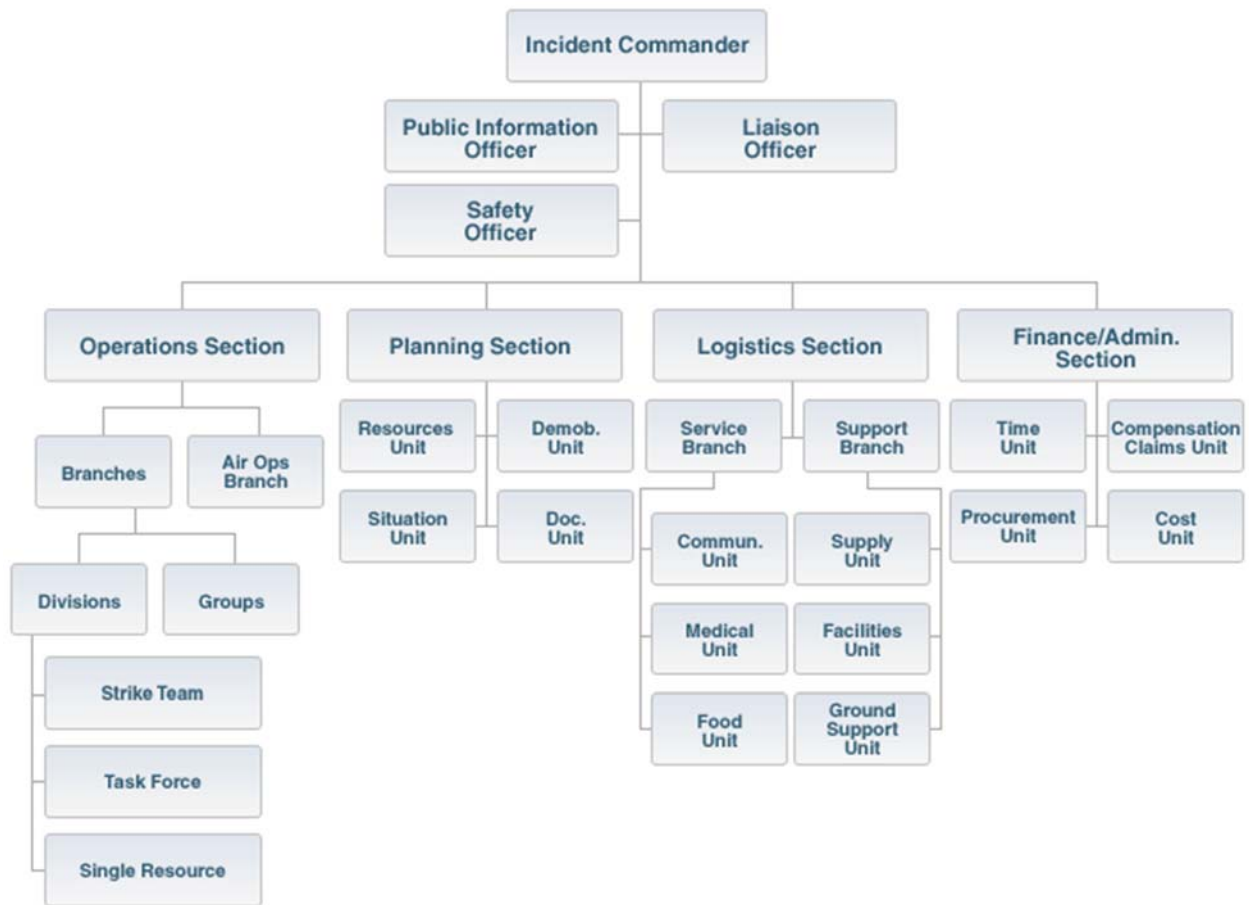 Incident Commander
Public Information
Officer
Liaison
Officer
Safety
Officer
Operations Section
Planning Section
Logistics Section
Finance/Admin.
Section
Branches
Air Ops
Branch
Divisions
Groups
Strike Team
Task Force
Single Resource
Resources
Unit
Demob.
Unit
Situation
Unit
Doc.
Unit
Service
Branch
Support
Branch
Commun.
Unit
Supply
Unit
Medical
Unit
Facilities
Unit
Food
Unit
Ground
Support
Unit
Time
Unit
Compensation
Claims Unit
Procurement
Unit
Cost
Unit